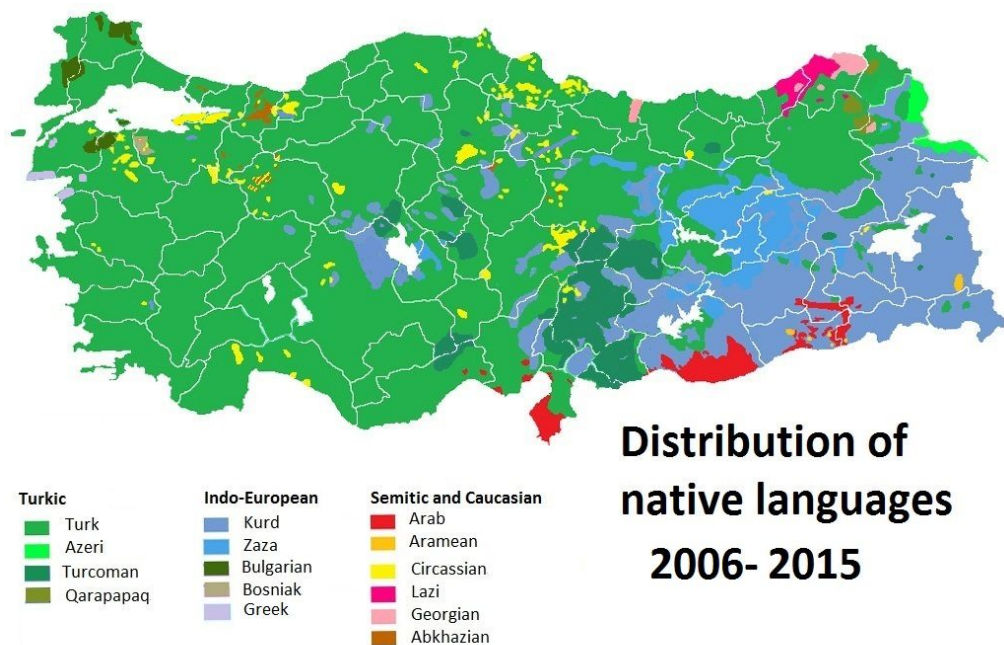 Distribution of
native languages
2006- 2015
Turkic
Turk
Azeri
Turcoman
Qarapapaq
Indo-European
Kurd
Zaza
Bulgarian
Bosniak
Greek
Semitic and Caucasian
Arab
Aramean
Circassian
Lazi
Georgian
Abkhazian